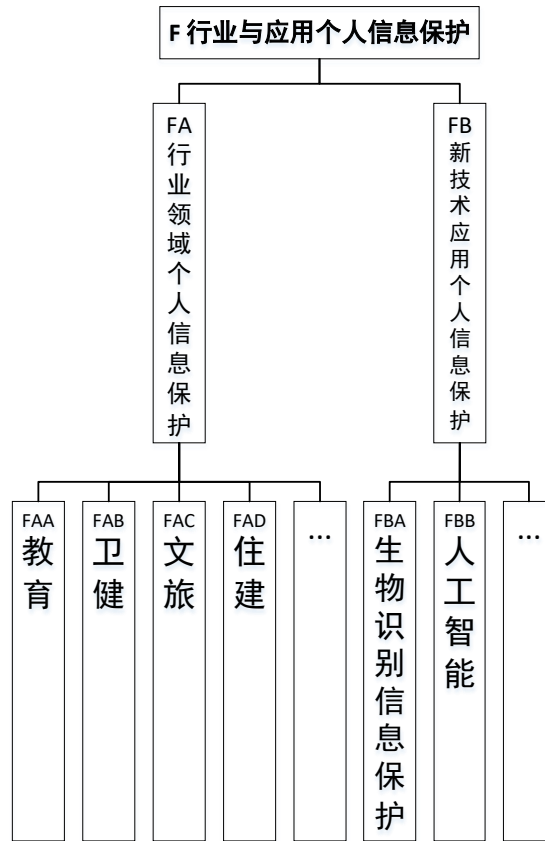 F 行业与应用个人信息保护
FA
行业领域个人信息保护
FB
新技术应用个人信息保护
FAA
教育
FAB
卫健
FAC
文旅
FAD
住建
...
FBA
生物识别信息保护
FBB
人工智能
...